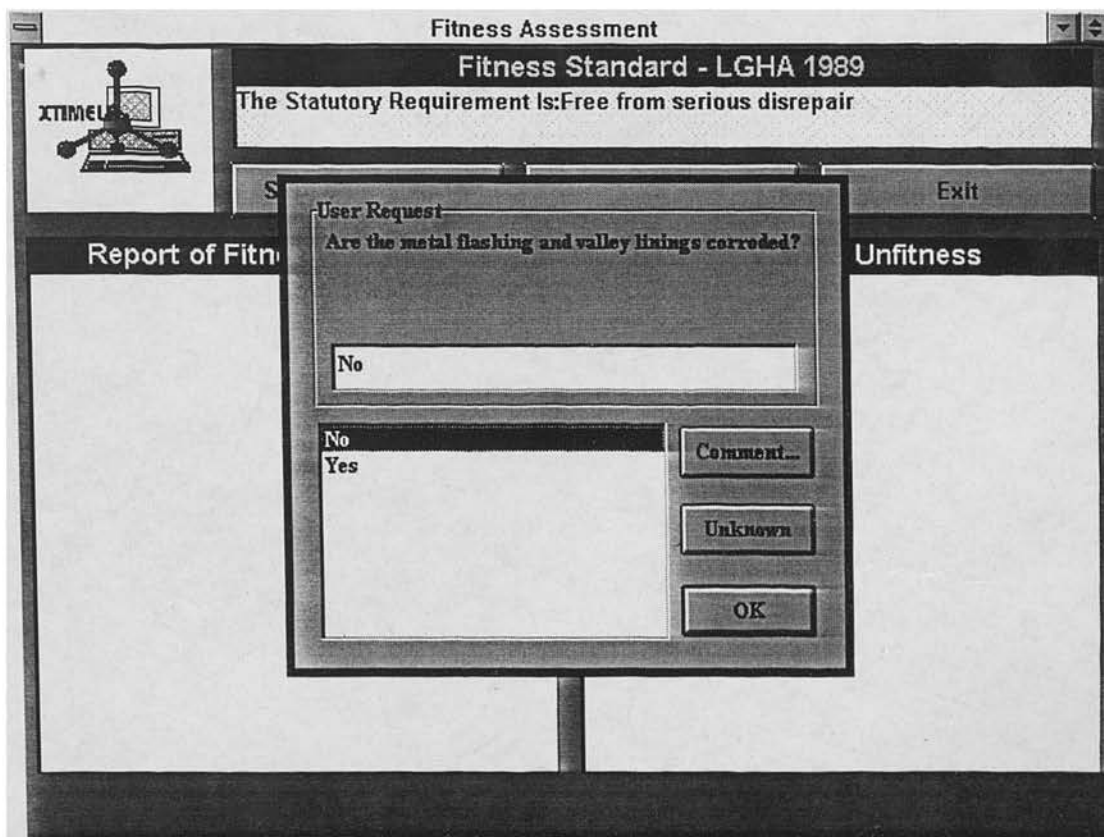 Fitness Assessment
Fitness Standard - LGHA 1989
XTIMEL
The Statutory Requirement Is:Free from serious disrepair
S
Exit
User Request
Are the metal flashing and valley linings corroded?
Report of Fitn
Unfitness
No
No
Yes
Comment...
Unknown
OK